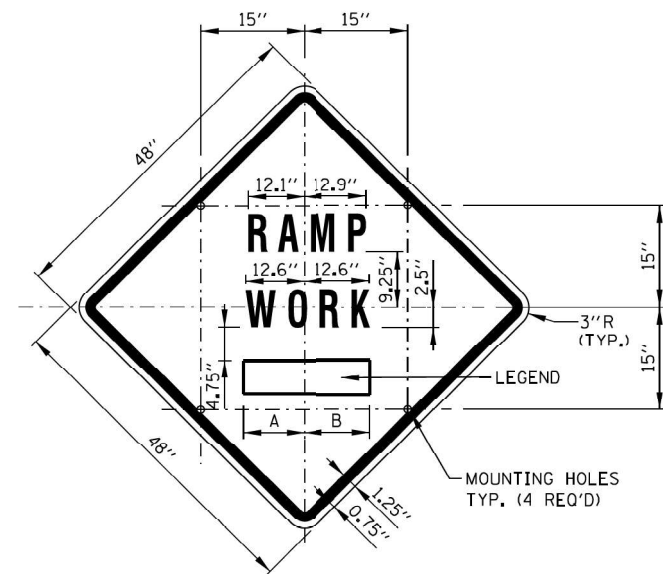 15" 15"
48"
12.1" 12.9"
RAMP
12.6" 12.6"
9.25"
2.5"
15"
WORK
3"R
(TYP.)
4.75"
LEGEND
15"
A B
48"
MOUNTING HOLES
TYP. (4 REQ'D)
1.25"
0.75"